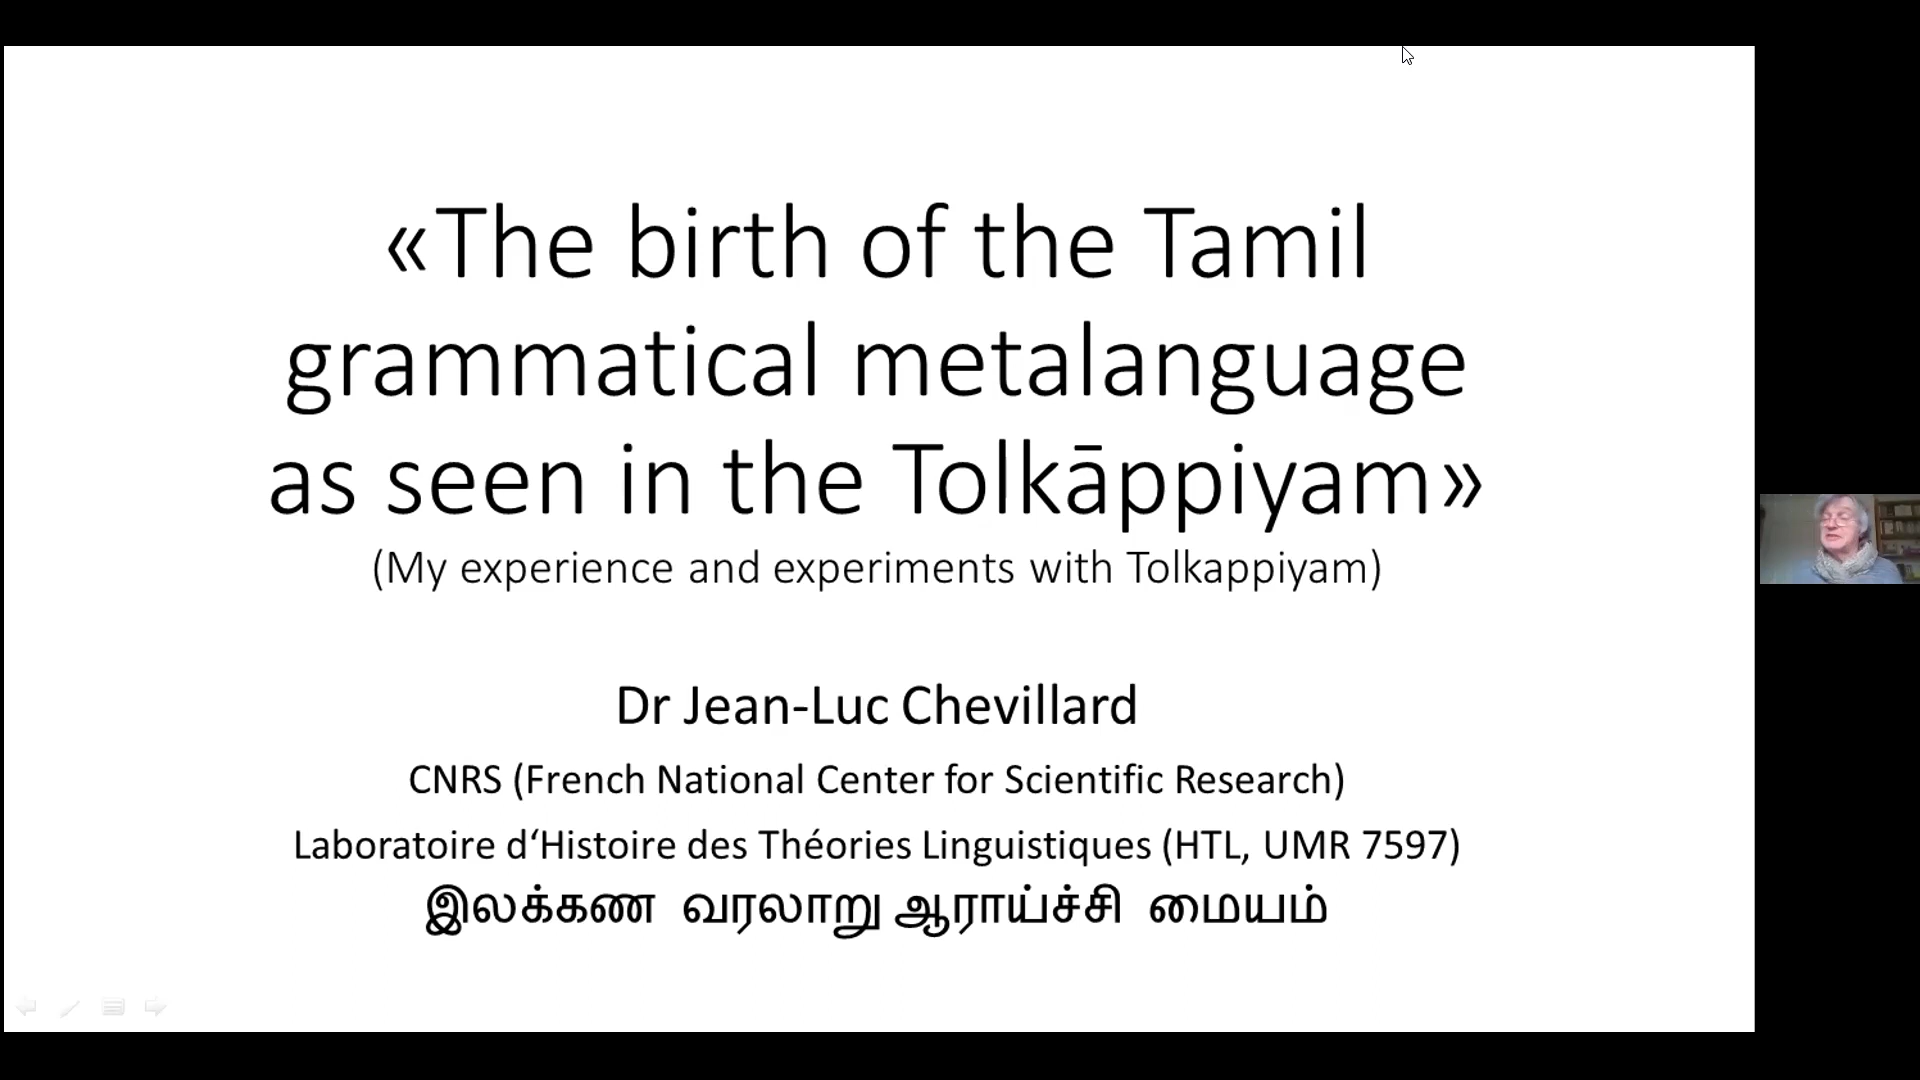 «The birth of the Tamil
grammatical metalanguage
as seen in the Tolkāppiyam»
(My experience and experiments with Tolkappiyam)
Dr Jean-Luc Chevillard
CNRS (French National Center for Scientific Research)
Laboratoire d‘Histoire des Théories Linguistiques (HTL, UMR 7597)
இலக்கண வரலாறு ஆராய்ச்சி மையம்